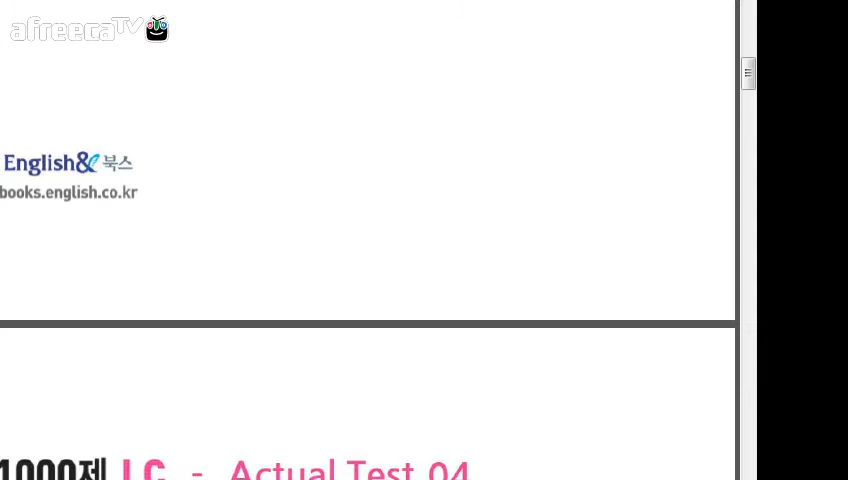 afreecaTV
English& 북스
books.english.co.kr
1000제 LC - Actual Test 04